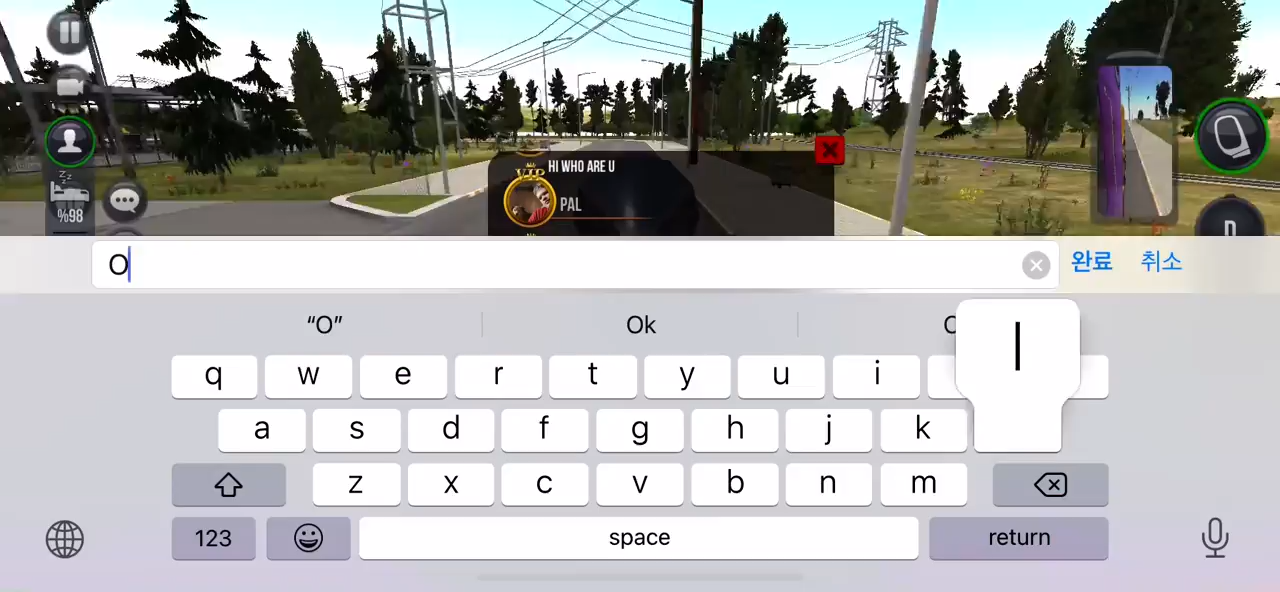 %98
VIP
HI WHO ARE U
PAL
O
완료
취소
“O”
Ok
q w e r t y u i
a s d f g h j k l
z x c v b n m
123
space
return